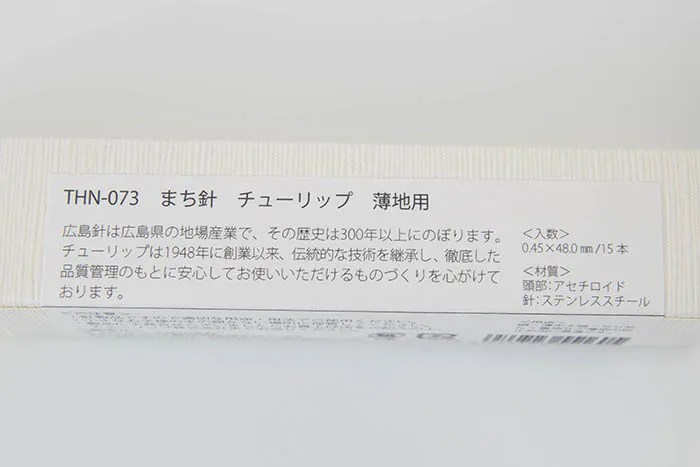 THN-073 まち針 チューリップ 薄地用
広島針は広島県の地場産業で、その歴史は300年以上にのぼります。
チューリップは1948年に創業以来、伝統的な技術を継承し、徹底した
品質管理のもとに安心してお使いいただけるものづくりを心がけて
おります。
<入数>
0.45×48.0㎜/15本
<材質>
頭部:アセチロイド
針:ステンレススチール